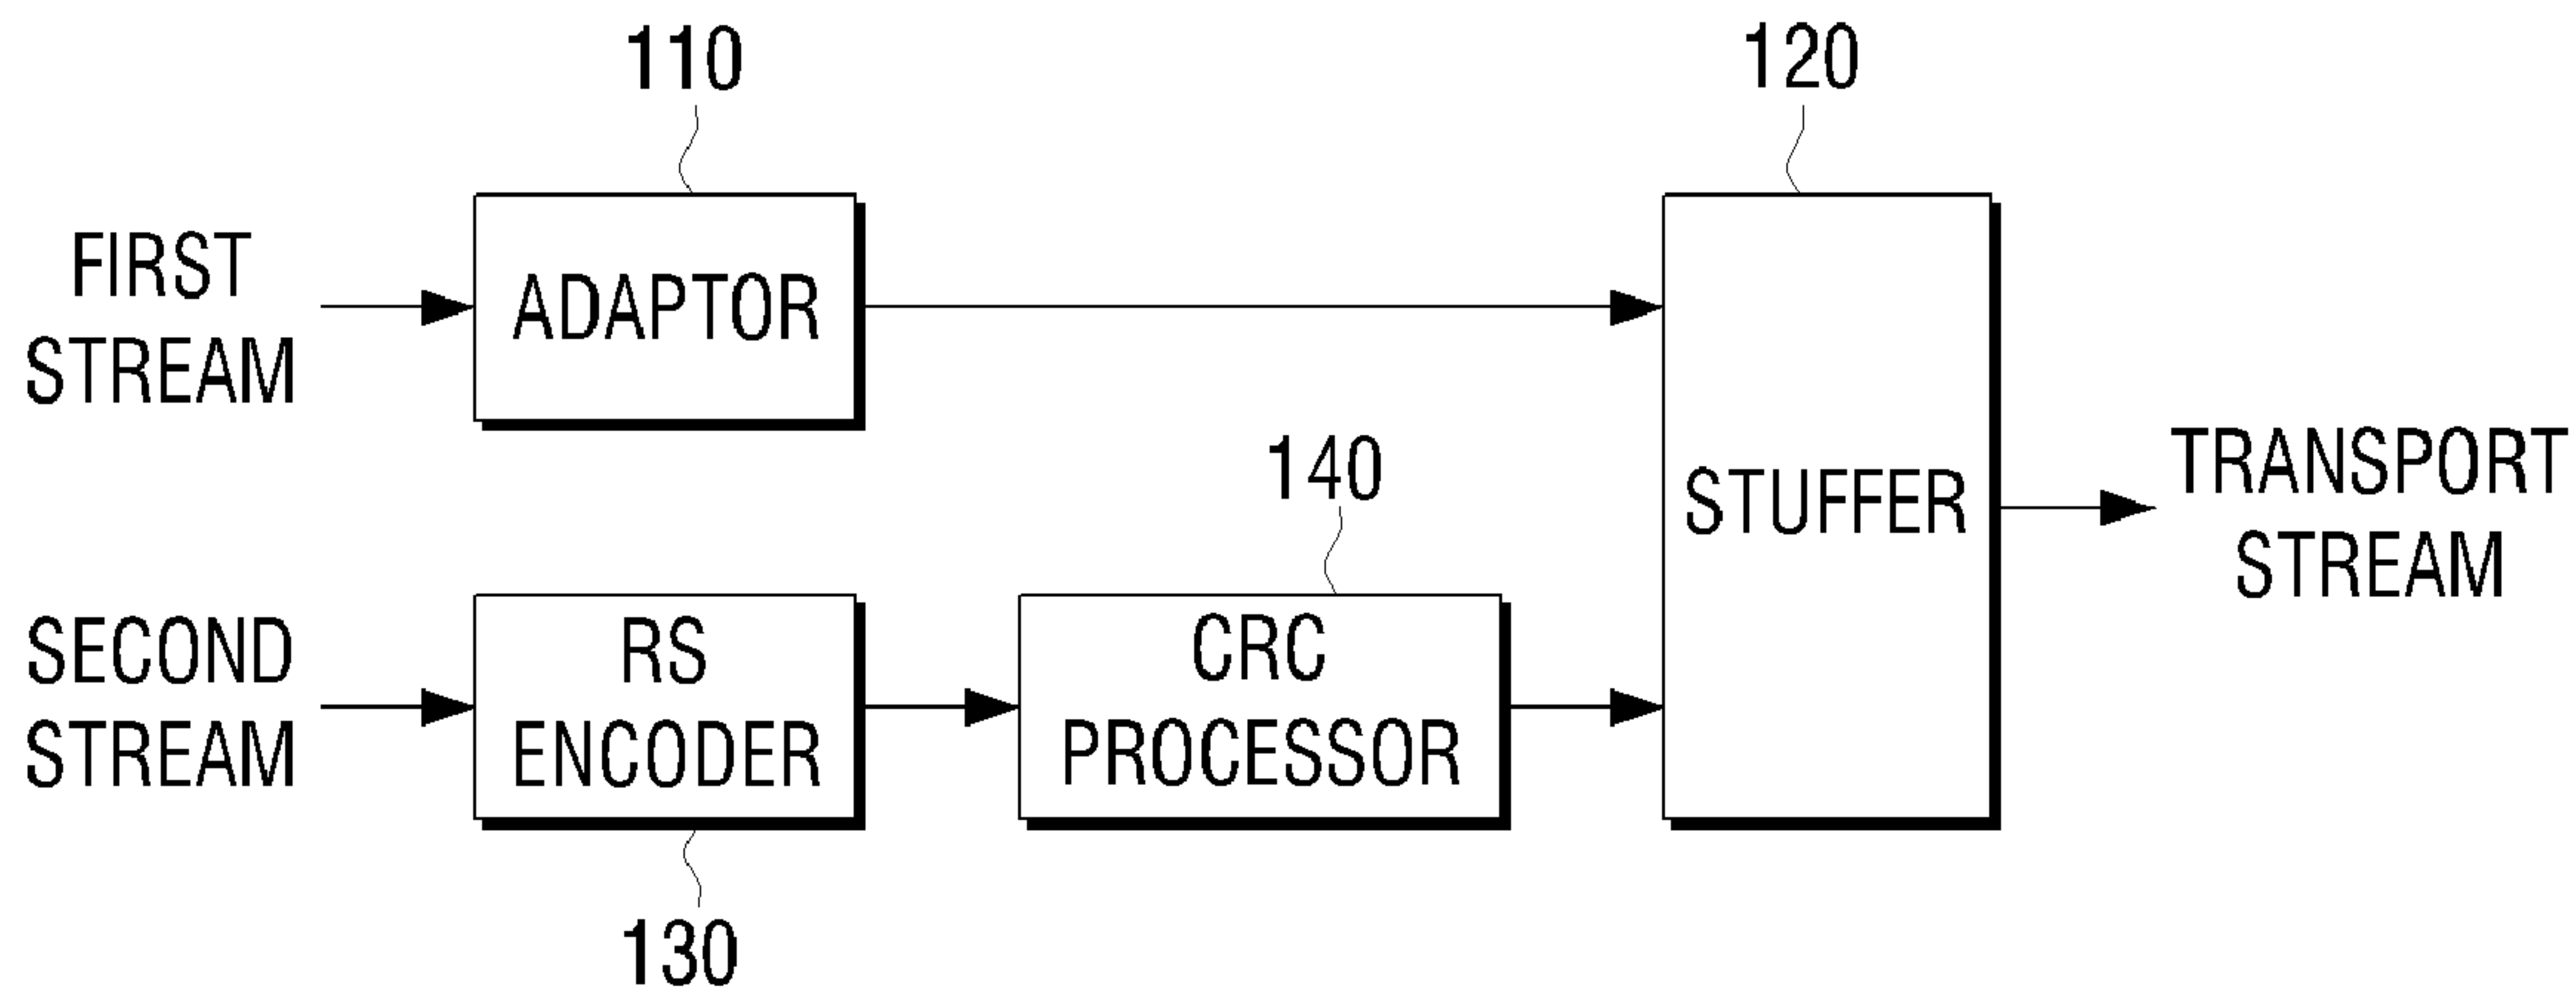 110
120
FIRST
STREAM
ADAPTOR
140
STUFFER
TRANSPORT
STREAM
SECOND
STREAM
RS
ENCODER
CRC
PROCESSOR
130